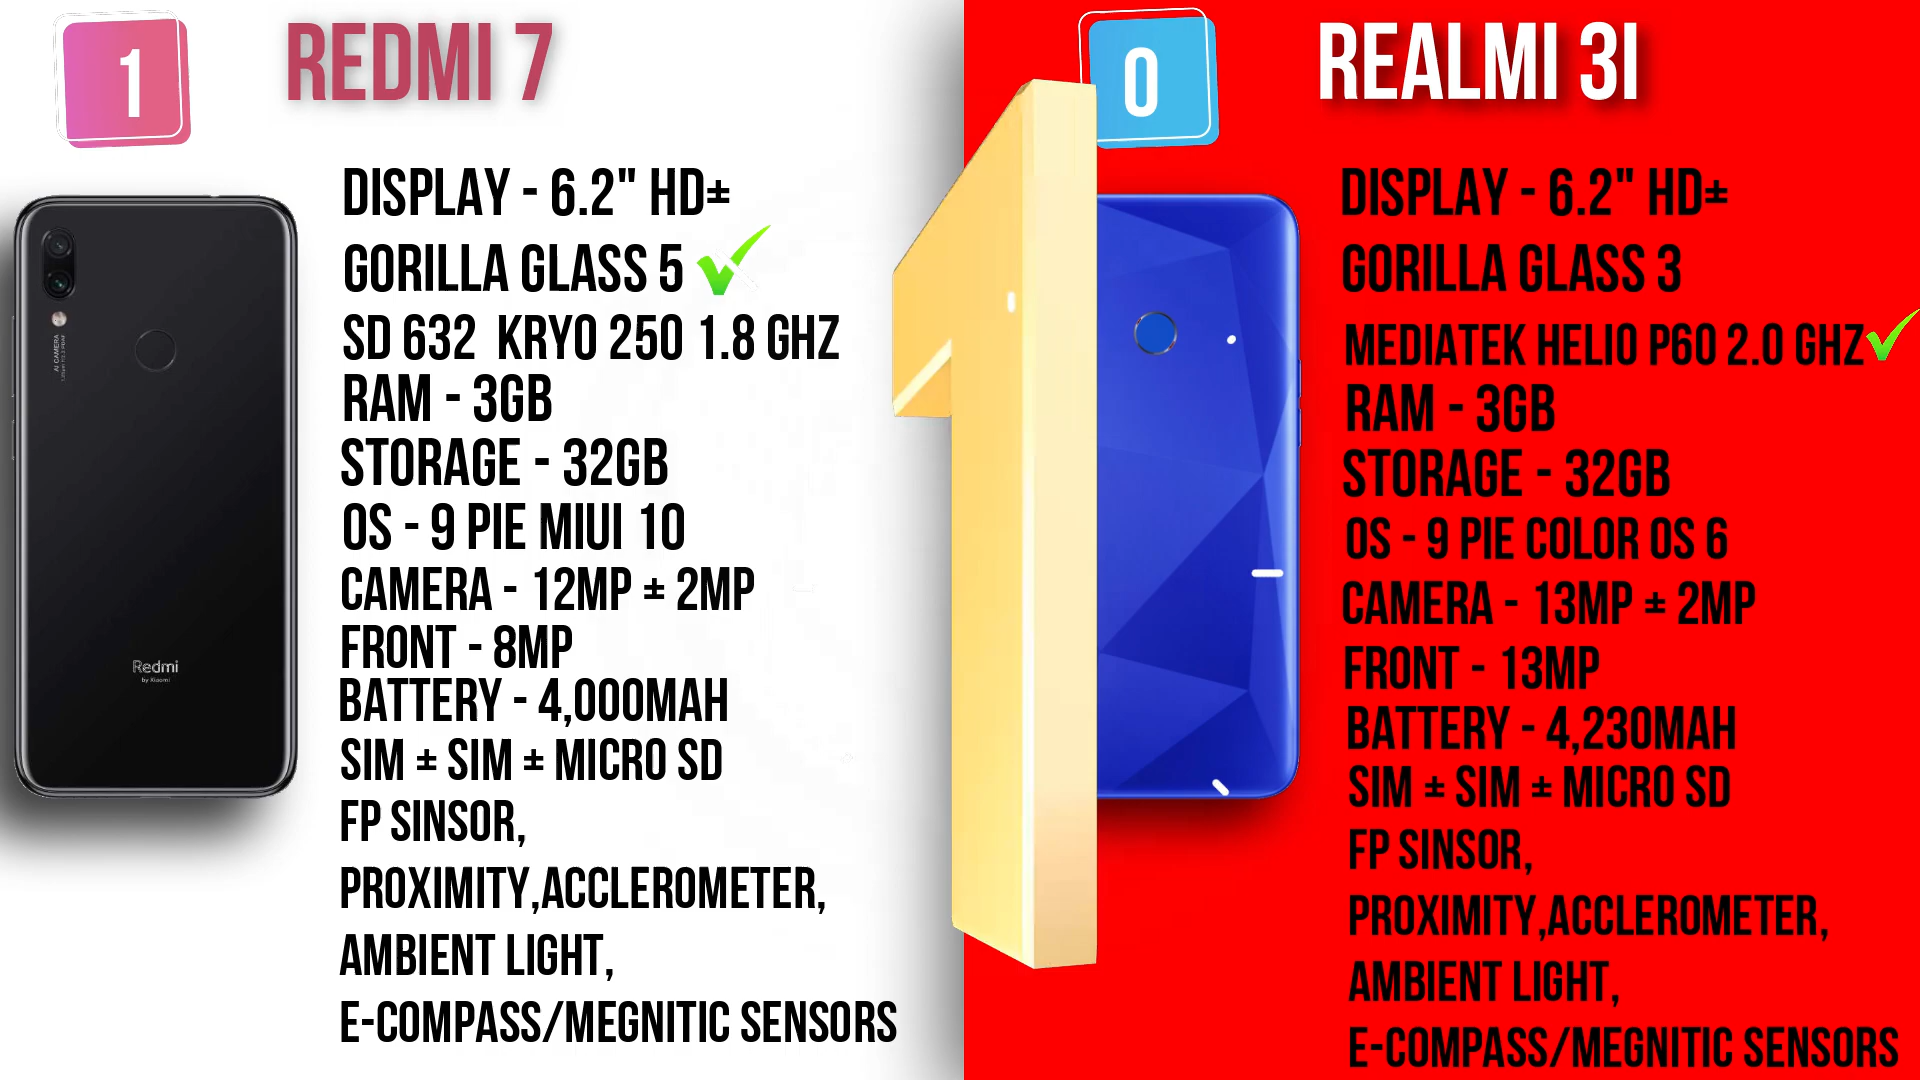 1
REDMI 7
DISPLAY - 6.2" HD±
GORILLA GLASS 5
SD 632 KRYO 250 1.8 GHZ
RAM - 3GB
STORAGE - 32GB
OS - 9 PIE MIUI 10
CAMERA - 12MP ± 2MP
FRONT - 8MP
BATTERY - 4,000MAH
SIM ± SIM ± MICRO SD
FP SINSOR,
PROXIMITY,ACCLEROMETER,
AMBIENT LIGHT,
E-COMPASS/MEGNITIC SENSORS
AI CAMERA
Redmi
by Xiaomi
1
0
REALMI 3I
DISPLAY - 6.2" HD±
GORILLA GLASS 3
MEDIATEK HELIO P60 2.0 GHZ
RAM - 3GB
STORAGE - 32GB
OS - 9 PIE COLOR OS 6
CAMERA - 13MP ± 2MP
FRONT - 13MP
BATTERY - 4,230MAH
SIM ± SIM ± MICRO SD
FP SINSOR,
PROXIMITY,ACCLEROMETER,
AMBIENT LIGHT,
E-COMPASS/MEGNITIC SENSORS